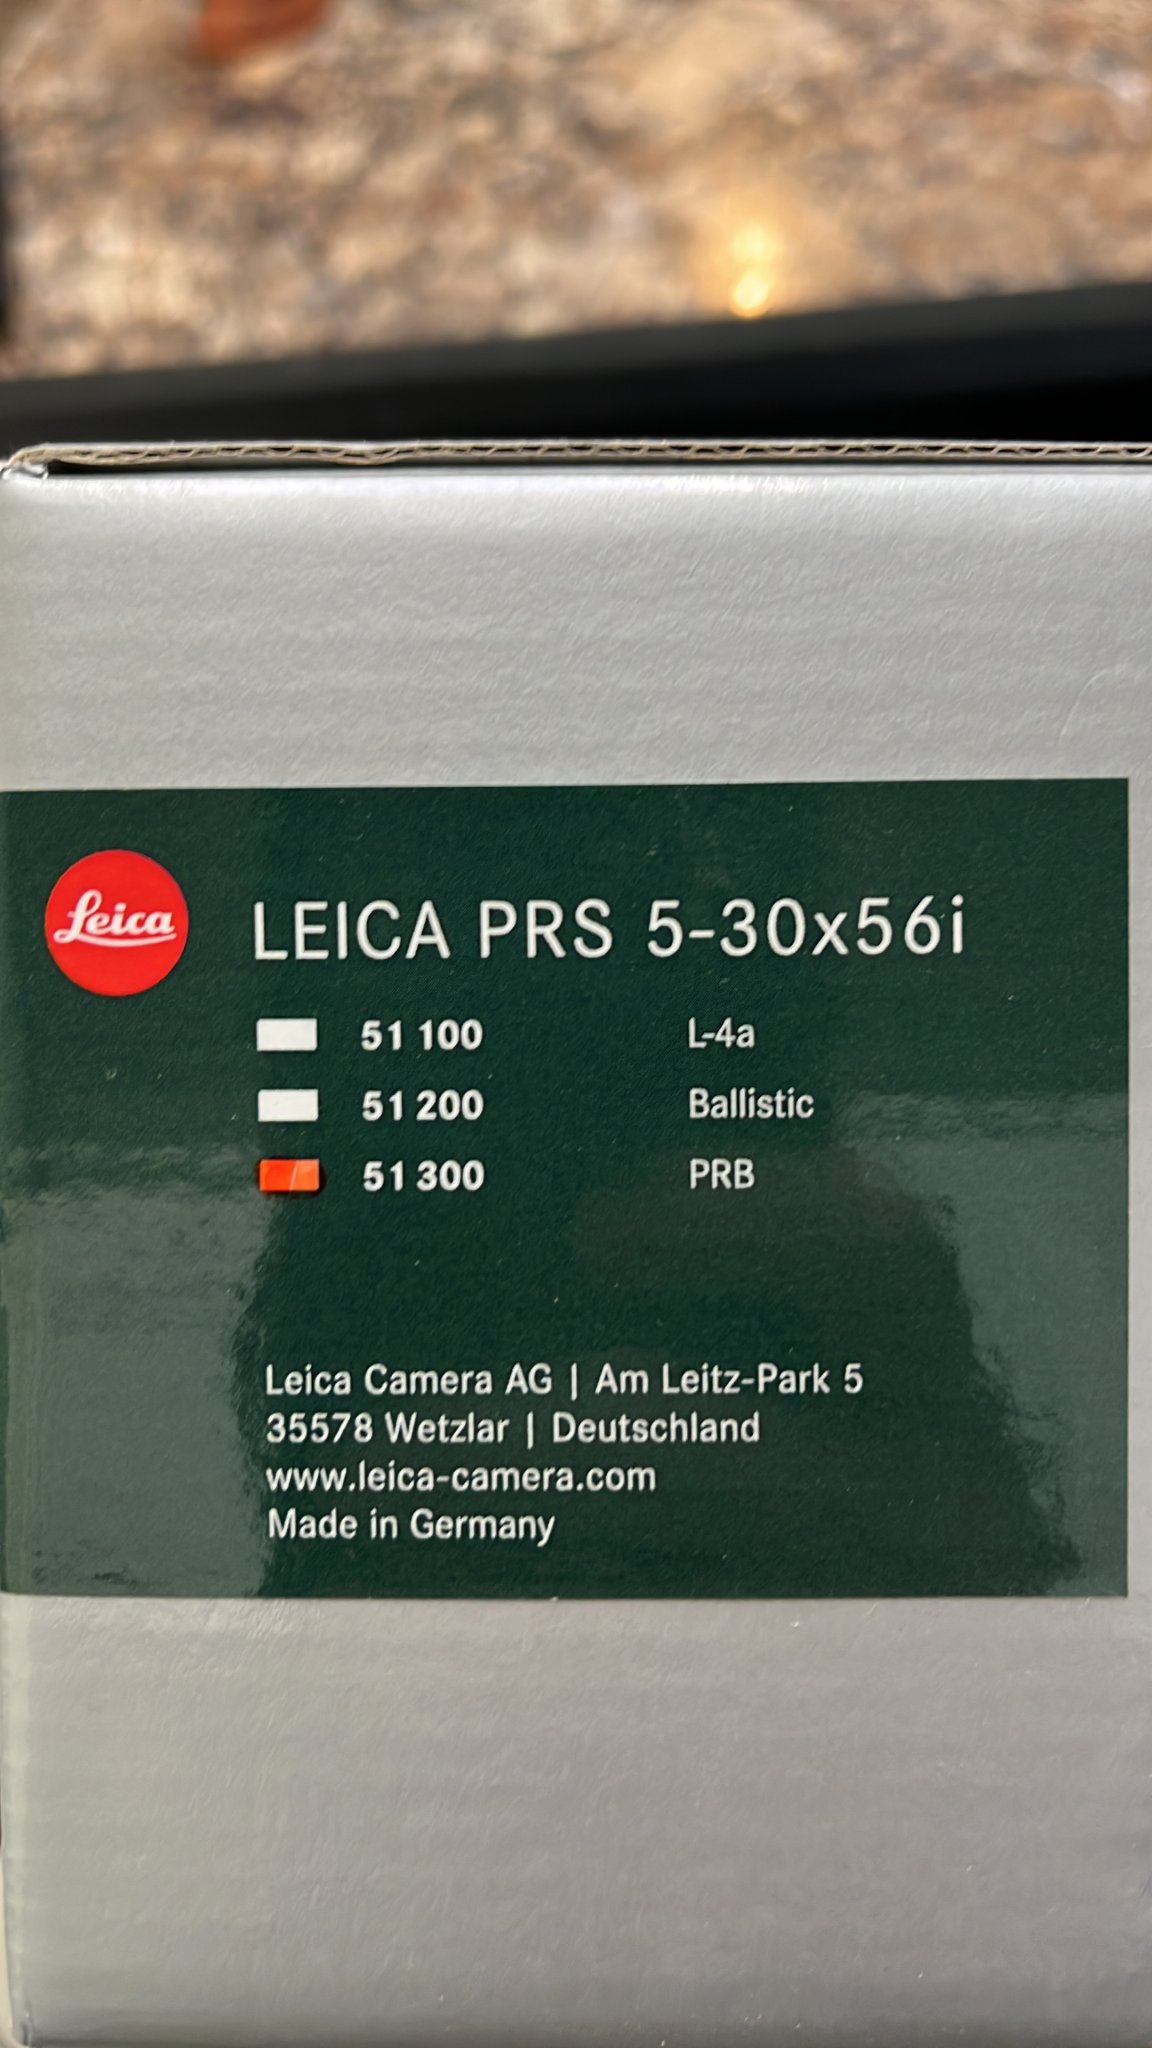 Leica
LEICA PRS 5-30x56i
51 100 L-4a
51 200 Ballistic
51 300 PRB
Leica Camera AG | Am Leitz-Park 5
35578 Wetzlar | Deutschland
www.leica-camera.com
Made in Germany